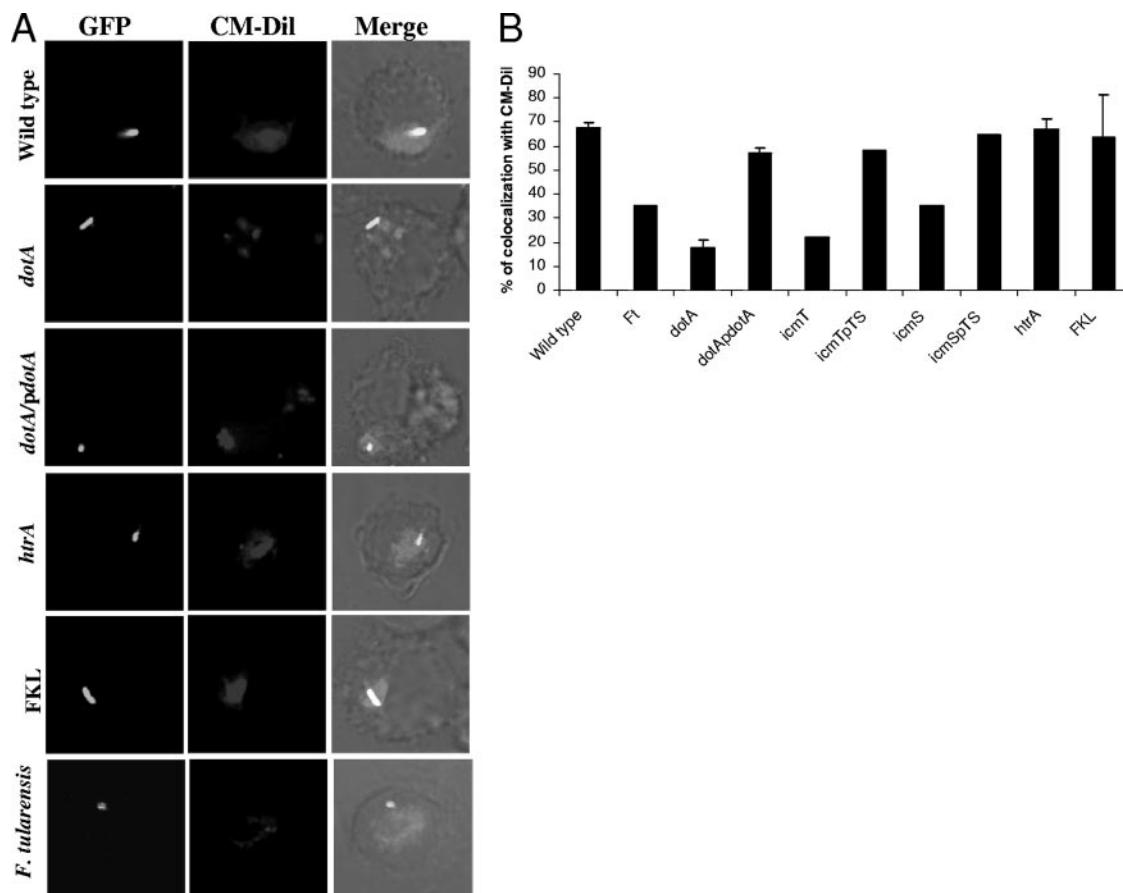 A
GFP CM-DiI Merge
Wild type
dotA
dotA/pdotA
htrA
FKL
F. tularensis
B
% of colocalization with CM-DiI
90
80
70
60
50
40
30
20
10
0
Wild type
Ft
dotA
dotApdotA
icmT
icmTpTS
icmS
icmSpTS
htrA
FKL